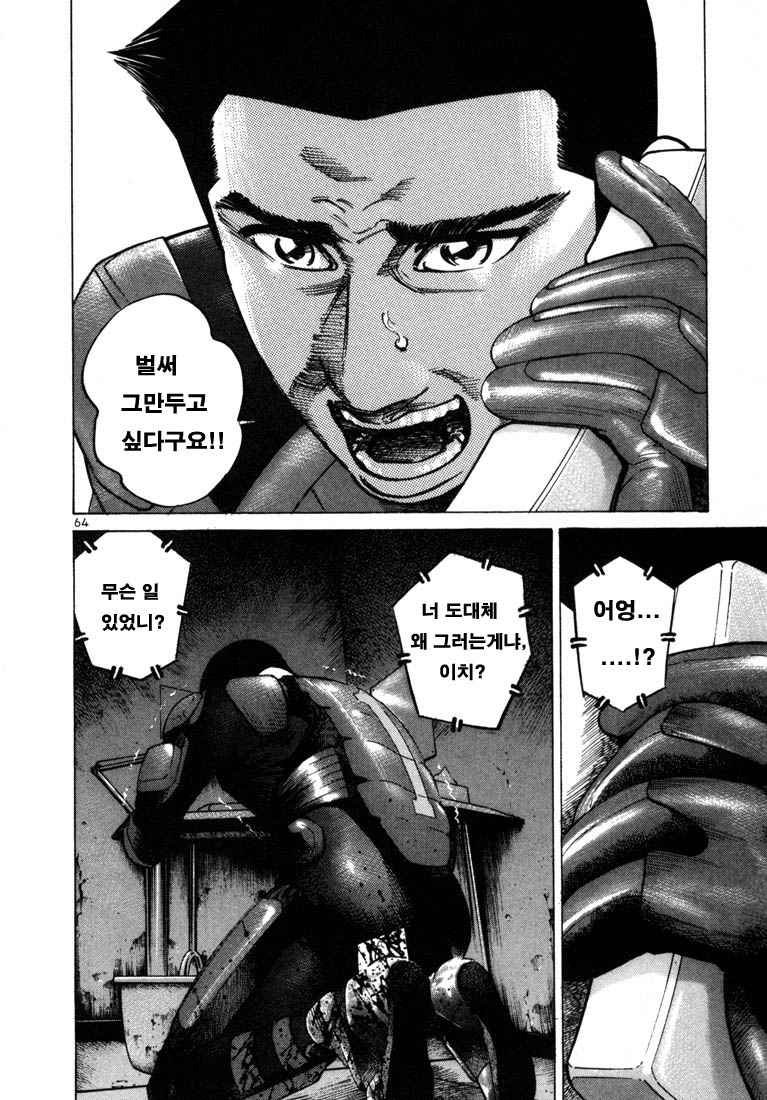 벌써
그만두고
싶다구요!!
64
어엉...
....!?
너 도대체
왜 그러는게냐,
이치?
무슨 일
있었니?